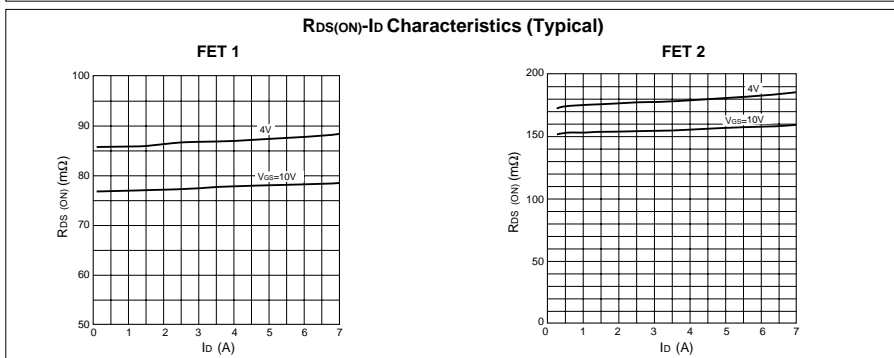 RDS(ON)-ID Characteristics (Typical)
FET 1
RDS (ON) (mΩ)
100
90
80
70
60
50
4V
VGS=10V
0 1 2 3 4 5 6 7
ID (A)
FET 2
RDS (ON) (mΩ)
200
150
100
50
0
4V
VGS=10V
0 1 2 3 4 5 6 7
ID (A)